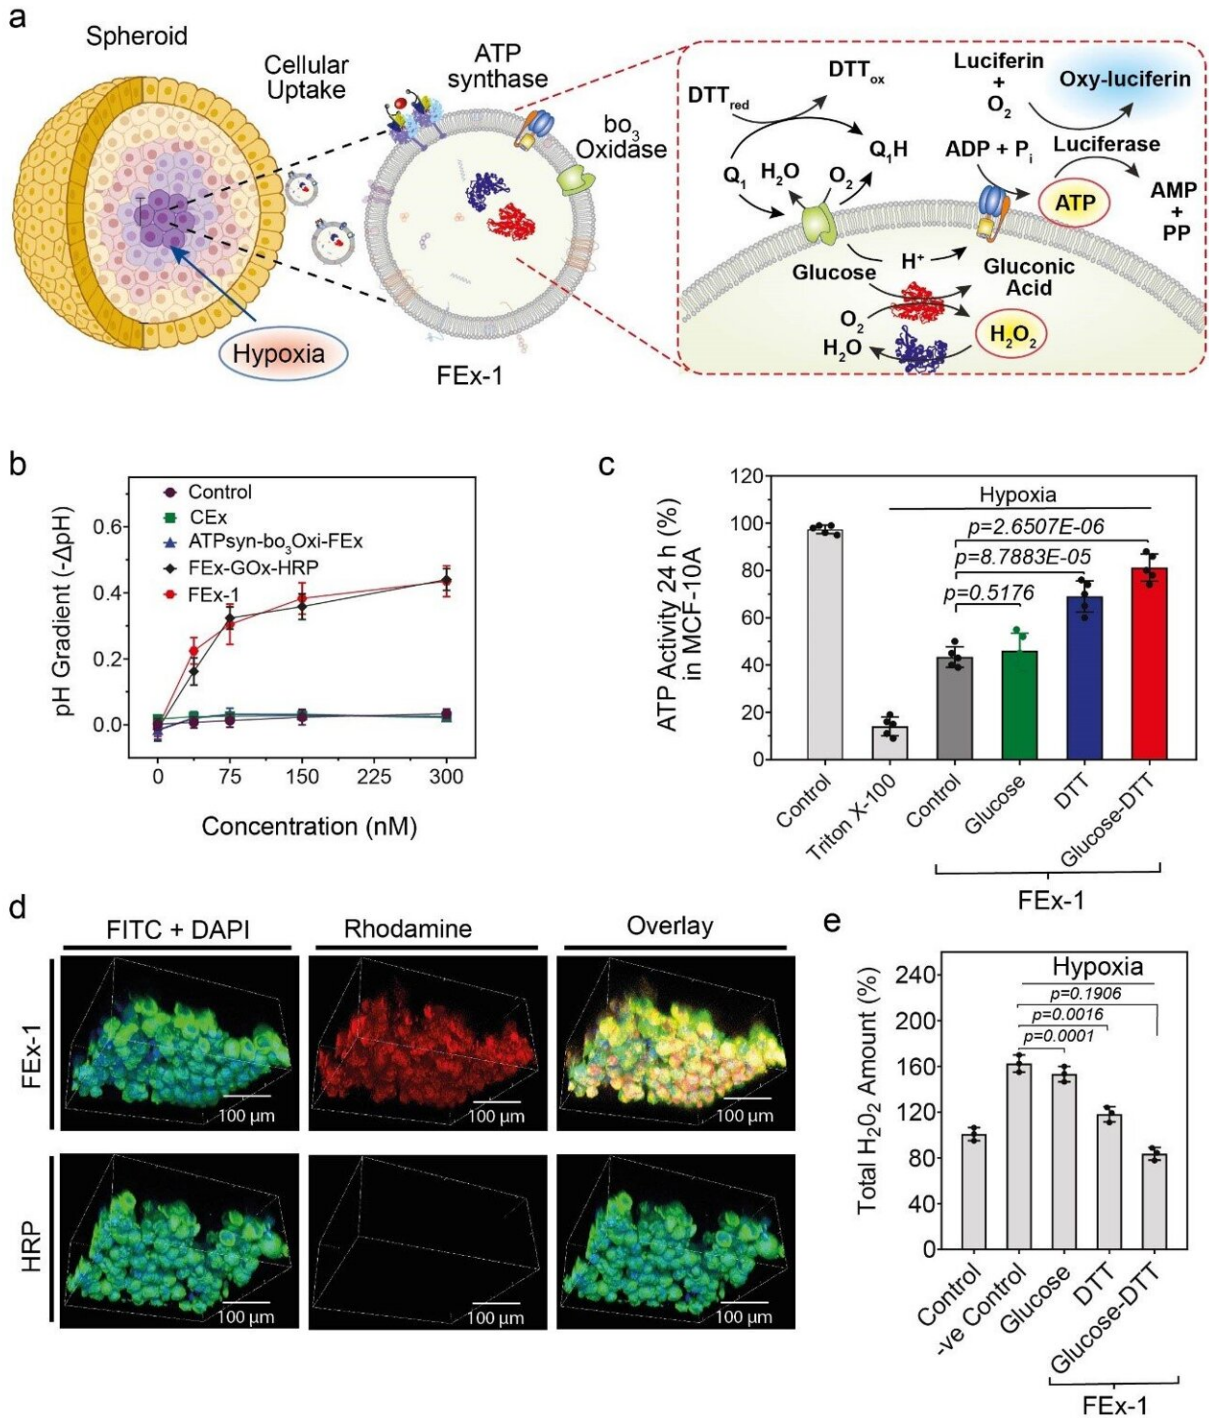 a
Spheroid
Cellular
Uptake
ATP
synthase
bo3
Oxidase
Hypoxia
FEx-1
DTTred
DTTox
Q1
Q1H
H2O
O2
Luciferin
+
O2
Oxy-luciferin
ADP + Pi
Luciferase
ATP
AMP
+
PP
Glucose
H+
Gluconic
Acid
O2
H2O2
H2O
b
Control
CEx
ATPsyn-bo3Oxi-FEx
FEx-GOx-HRP
FEx-1
pH Gradient (-ΔpH)
0.6
0.4
0.2
0.0
0 75 150 225 300
Concentration (nM)
c
ATP Activity 24 h (%)
in MCF-10A
120
100
80
60
40
20
0
Hypoxia
p=2.6507E-06
p=8.7883E-05
p=0.5176
Control
Triton X-100
Control
Glucose
DTT
Glucose-DTT
FEx-1
d
FITC + DAPI
Rhodamine
Overlay
FEx-1
100 µm
100 µm
100 µm
HRP
100 µm
100 µm
100 µm
e
Total H2O2 Amount (%)
240
200
160
120
80
40
0
Hypoxia
p=0.1906
p=0.0016
p=0.0001
Control
-ve Control
Glucose
DTT
Glucose-DTT
FEx-1